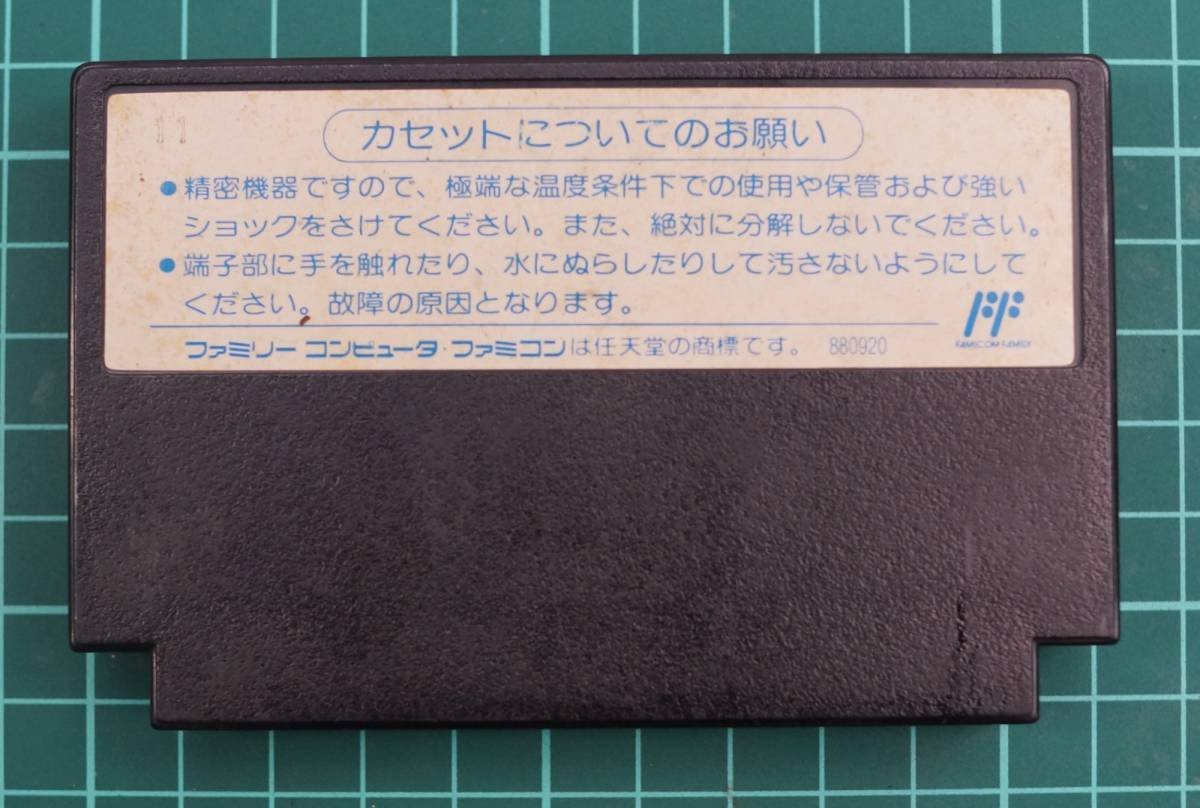 11
カセットについてのお願い
●精密機器ですので、極端な温度条件下での使用や保管および強い
ショックをさけてください。また、絶対に分解しないでください。
●端子部に手を触れたり、水にぬらしたりして汚さないようにして
ください。故障の原因となります。
FF
FAMICOM FAMILY
ファミリーコンピュータ・ファミコンは任天堂の商標です。 880920